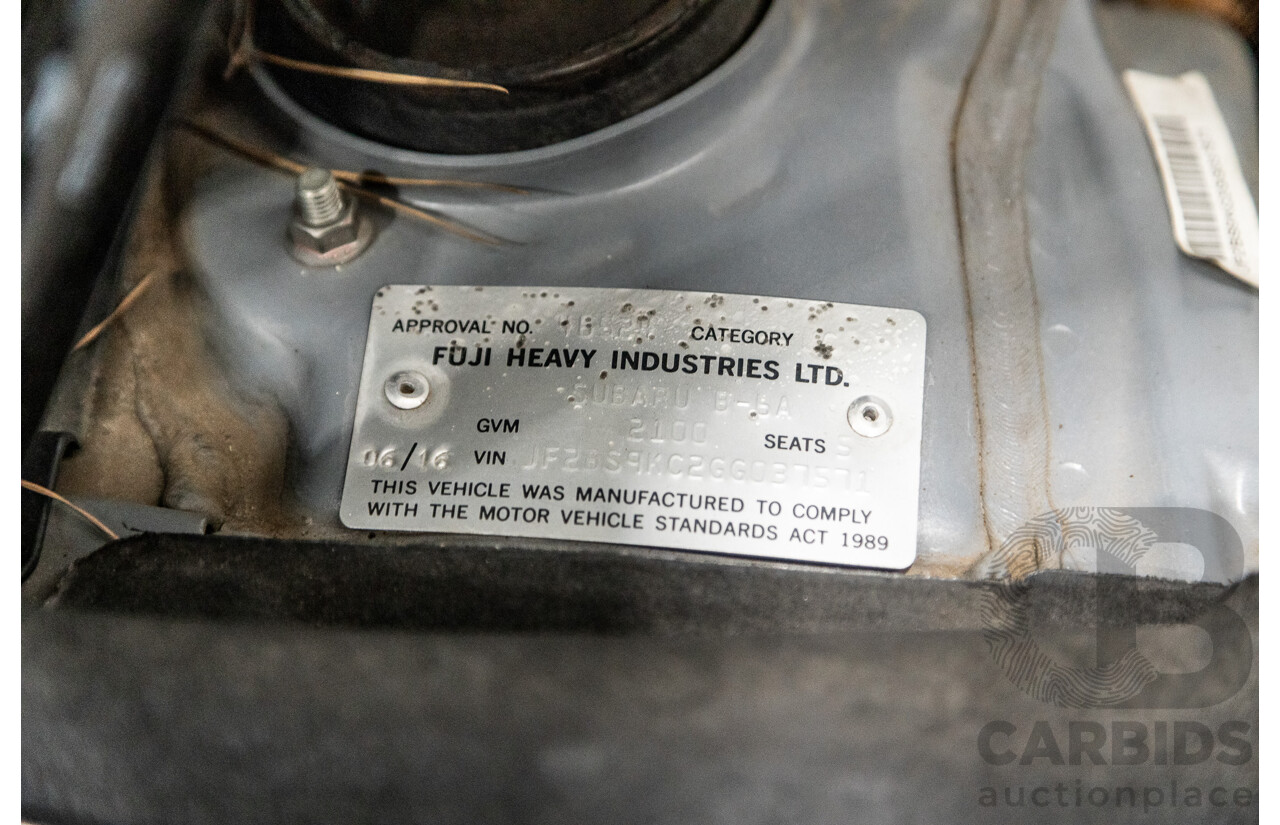 APPROVAL NO. CATEGORY
FUJI HEAVY INDUSTRIES LTD.
SUBARU B-6A
GVM 2100 SEATS 5
06/16 VIN JF2BS9KC2GG037571
THIS VEHICLE WAS MANUFACTURED TO COMPLY
WITH THE MOTOR VEHICLE STANDARDS ACT 1989
CARBIDS
auctionplace